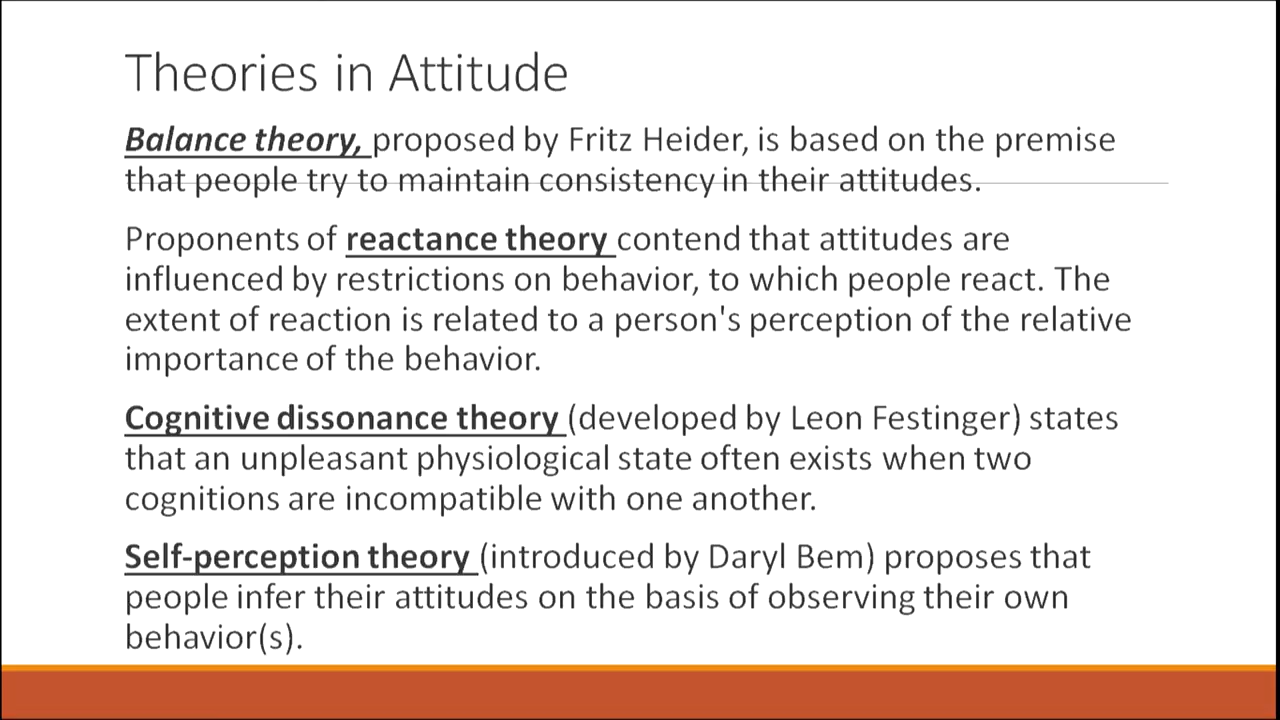 Theories in Attitude
Balance theory, proposed by Fritz Heider, is based on the premise
that people try to maintain consistency in their attitudes.
Proponents of reactance theory contend that attitudes are
influenced by restrictions on behavior, to which people react. The
extent of reaction is related to a person's perception of the relative
importance of the behavior.
Cognitive dissonance theory (developed by Leon Festinger) states
that an unpleasant physiological state often exists when two
cognitions are incompatible with one another.
Self-perception theory (introduced by Daryl Bem) proposes that
people infer their attitudes on the basis of observing their own
behavior(s).